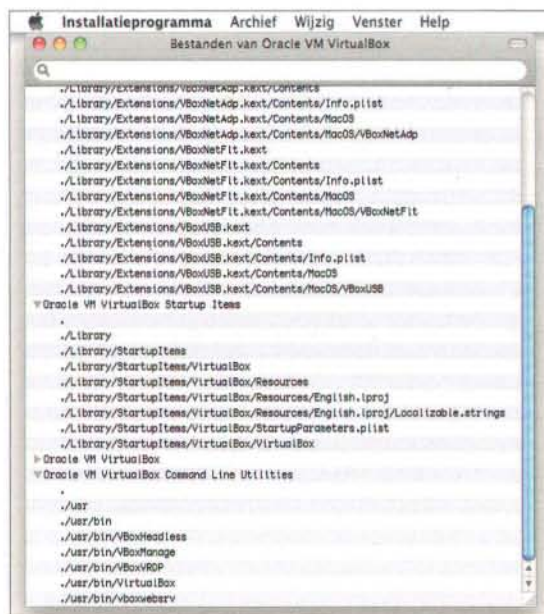 Installatieprogramma Archief Wijzig Venster Help
Bestanden van Oracle VM VirtualBox
./Library/Extensions/VBoxNetAdp.kext/Contents
./Library/Extensions/VBoxNetAdp.kext/Contents/Info.plist
./Library/Extensions/VBoxNetAdp.kext/Contents/MacOS
./Library/Extensions/VBoxNetAdp.kext/Contents/MacOS/VBoxNetAdp
./Library/Extensions/VBoxNetFlt.kext
./Library/Extensions/VBoxNetFlt.kext/Contents
./Library/Extensions/VBoxNetFlt.kext/Contents/Info.plist
./Library/Extensions/VBoxNetFlt.kext/Contents/MacOS
./Library/Extensions/VBoxNetFlt.kext/Contents/MacOS/VBoxNetFlt
./Library/Extensions/VBoxUSB.kext
./Library/Extensions/VBoxUSB.kext/Contents
./Library/Extensions/VBoxUSB.kext/Contents/Info.plist
./Library/Extensions/VBoxUSB.kext/Contents/MacOS
./Library/Extensions/VBoxUSB.kext/Contents/MacOS/VBoxUSB
Oracle VM VirtualBox Startup Items
.
./Library
./Library/StartupItems
./Library/StartupItems/VirtualBox
./Library/StartupItems/VirtualBox/Resources
./Library/StartupItems/VirtualBox/Resources/English.lproj
./Library/StartupItems/VirtualBox/Resources/English.lproj/Localizable.strings
./Library/StartupItems/VirtualBox/StartupParameters.plist
./Library/StartupItems/VirtualBox/VirtualBox
Oracle VM VirtualBox
Oracle VM VirtualBox Command Line Utilities
.
./usr
./usr/bin
./usr/bin/VBoxHeadless
./usr/bin/VBoxManage
./usr/bin/VBoxVRDP
./usr/bin/VirtualBox
./usr/bin/vboxwebsrv